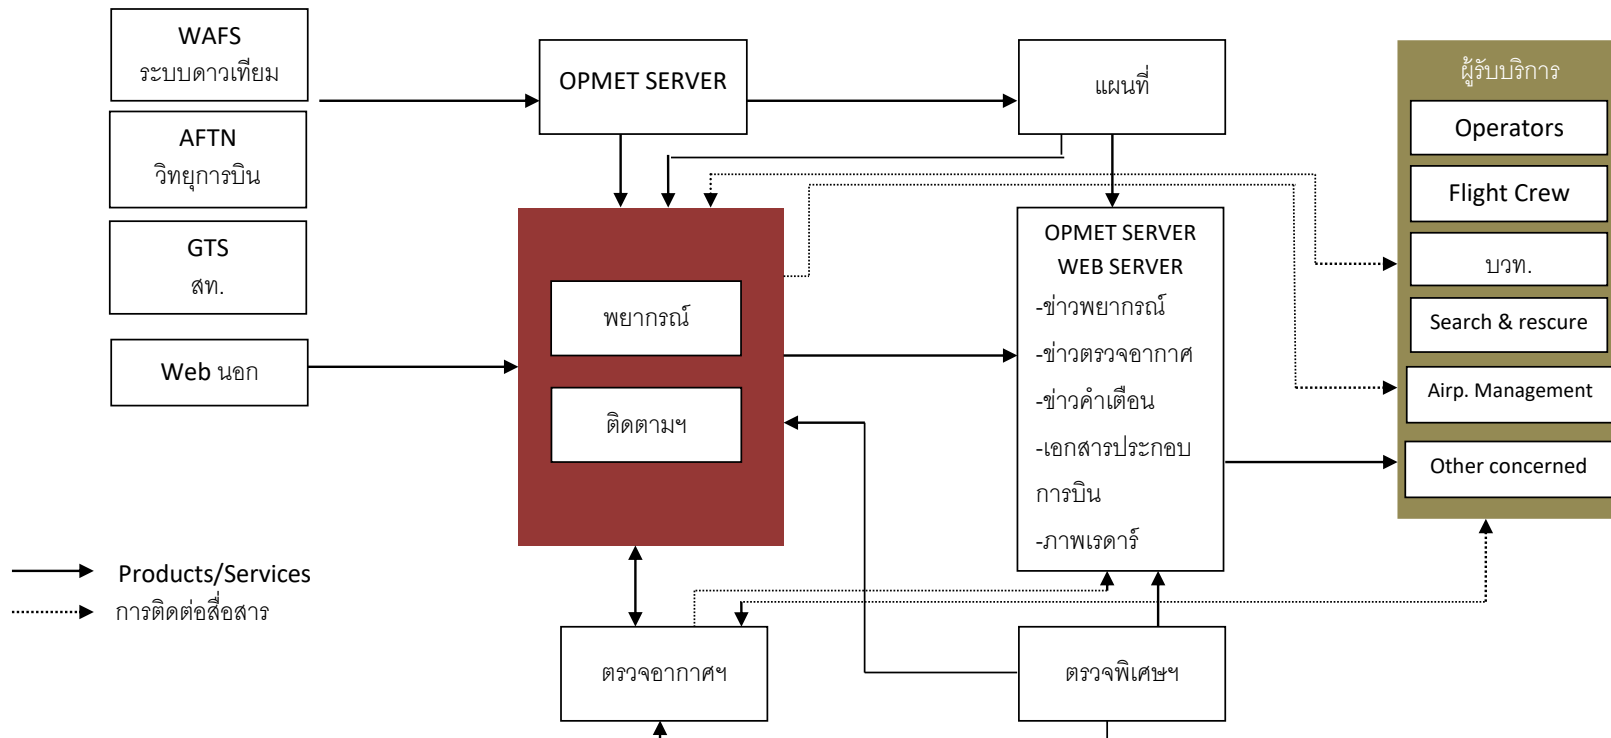 WAFS
ระบบดาวเทียม
AFTN
วิทยุการบิน
GTS
สท.
Web นอก
OPMET SERVER
แผนที่
พยากรณ์
ติดตามฯ
OPMET SERVER
WEB SERVER
-ข่าวพยากรณ์
-ข่าวตรวจอากาศ
-ข่าวคำเตือน
-เอกสารประกอบ
การบิน
-ภาพเรดาร์
ผู้รับบริการ
Operators
Flight Crew
บวท.
Search & rescure
Airp. Management
Other concerned
Products/Services
การติดต่อสื่อสาร
ตรวจอากาศฯ
ตรวจพิเศษฯ